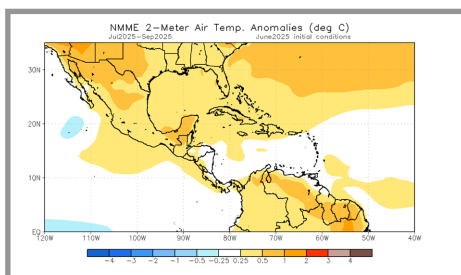 NMME 2-Meter Air Temp. Anomalies (deg C)
Jul2025-Sep2025 June2025 initial conditions
30N
20N
10N
EQ
120W 110W 100W 90W 80W 70W 60W 50W 40W
-4 -3 -2 -1 -0.5 -0.25 0.25 0.5 1 2 3 4